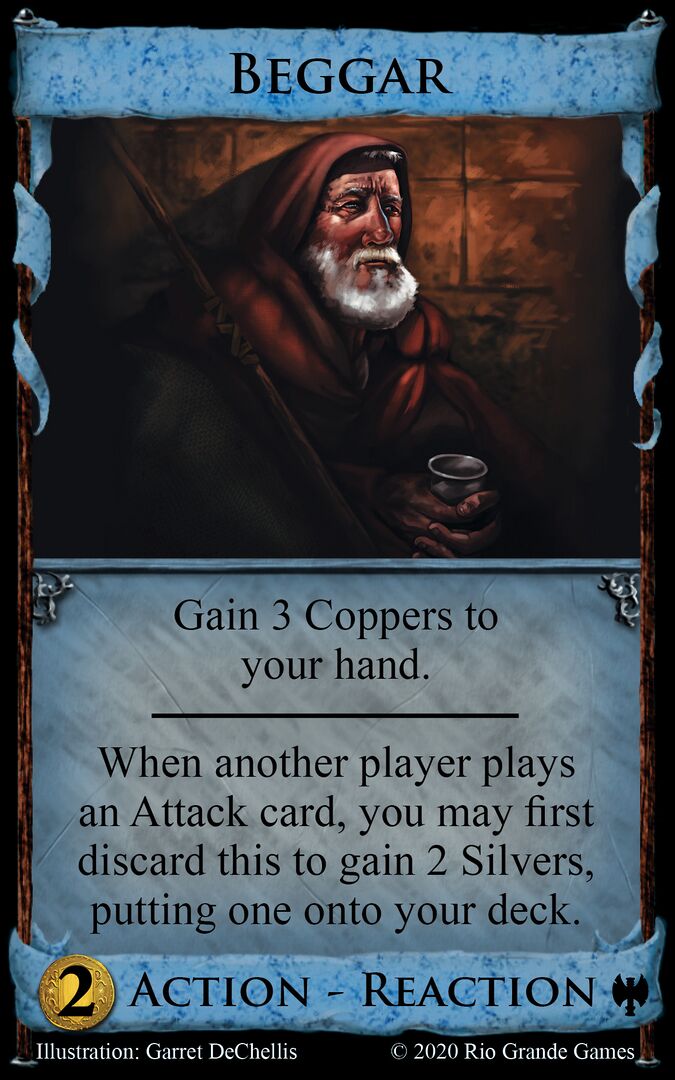 Beggar
Gain 3 Coppers to
your hand.
When another player plays
an Attack card, you may first
discard this to gain 2 Silvers,
putting one onto your deck.
2 Action - Reaction
Illustration: Garret DeChellis © 2020 Rio Grande Games